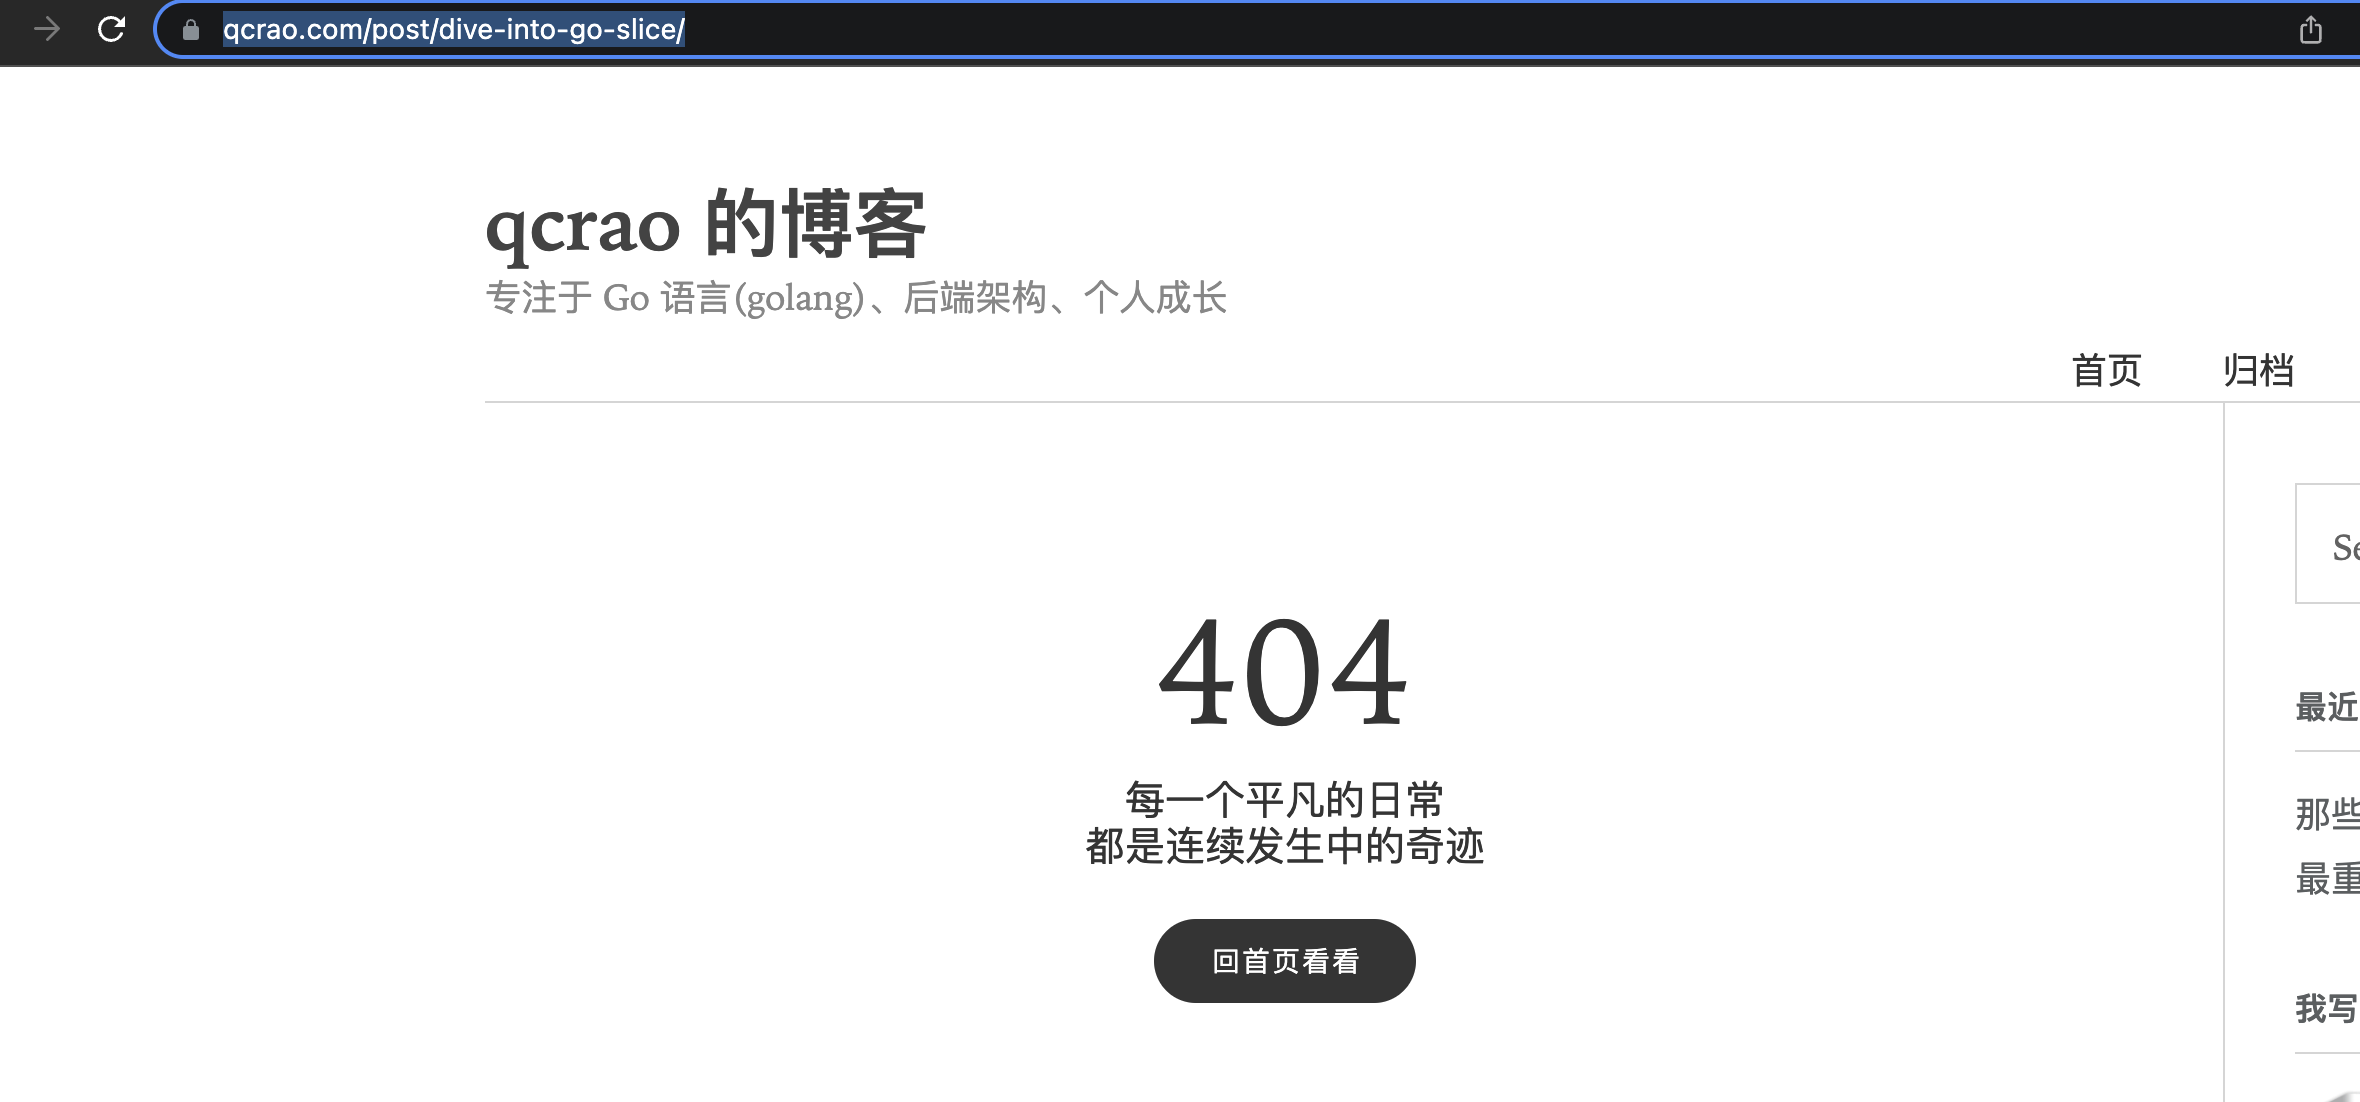 qcrao.com/post/dive-into-go-slice/
qcrao 的博客
专注于 Go 语言(golang)、后端架构、个人成长
首页
归档
404
每一个平凡的日常
都是连续发生中的奇迹
回首页看看
最近
那些
最重
我写